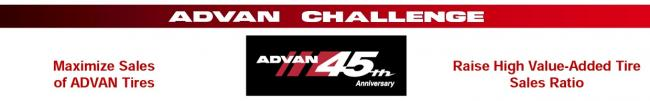 ADVAN CHALLENGE
Maximize Sales
of ADVAN Tires
ADVAN 45th
Anniversary
Raise High Value-Added Tire
Sales Ratio